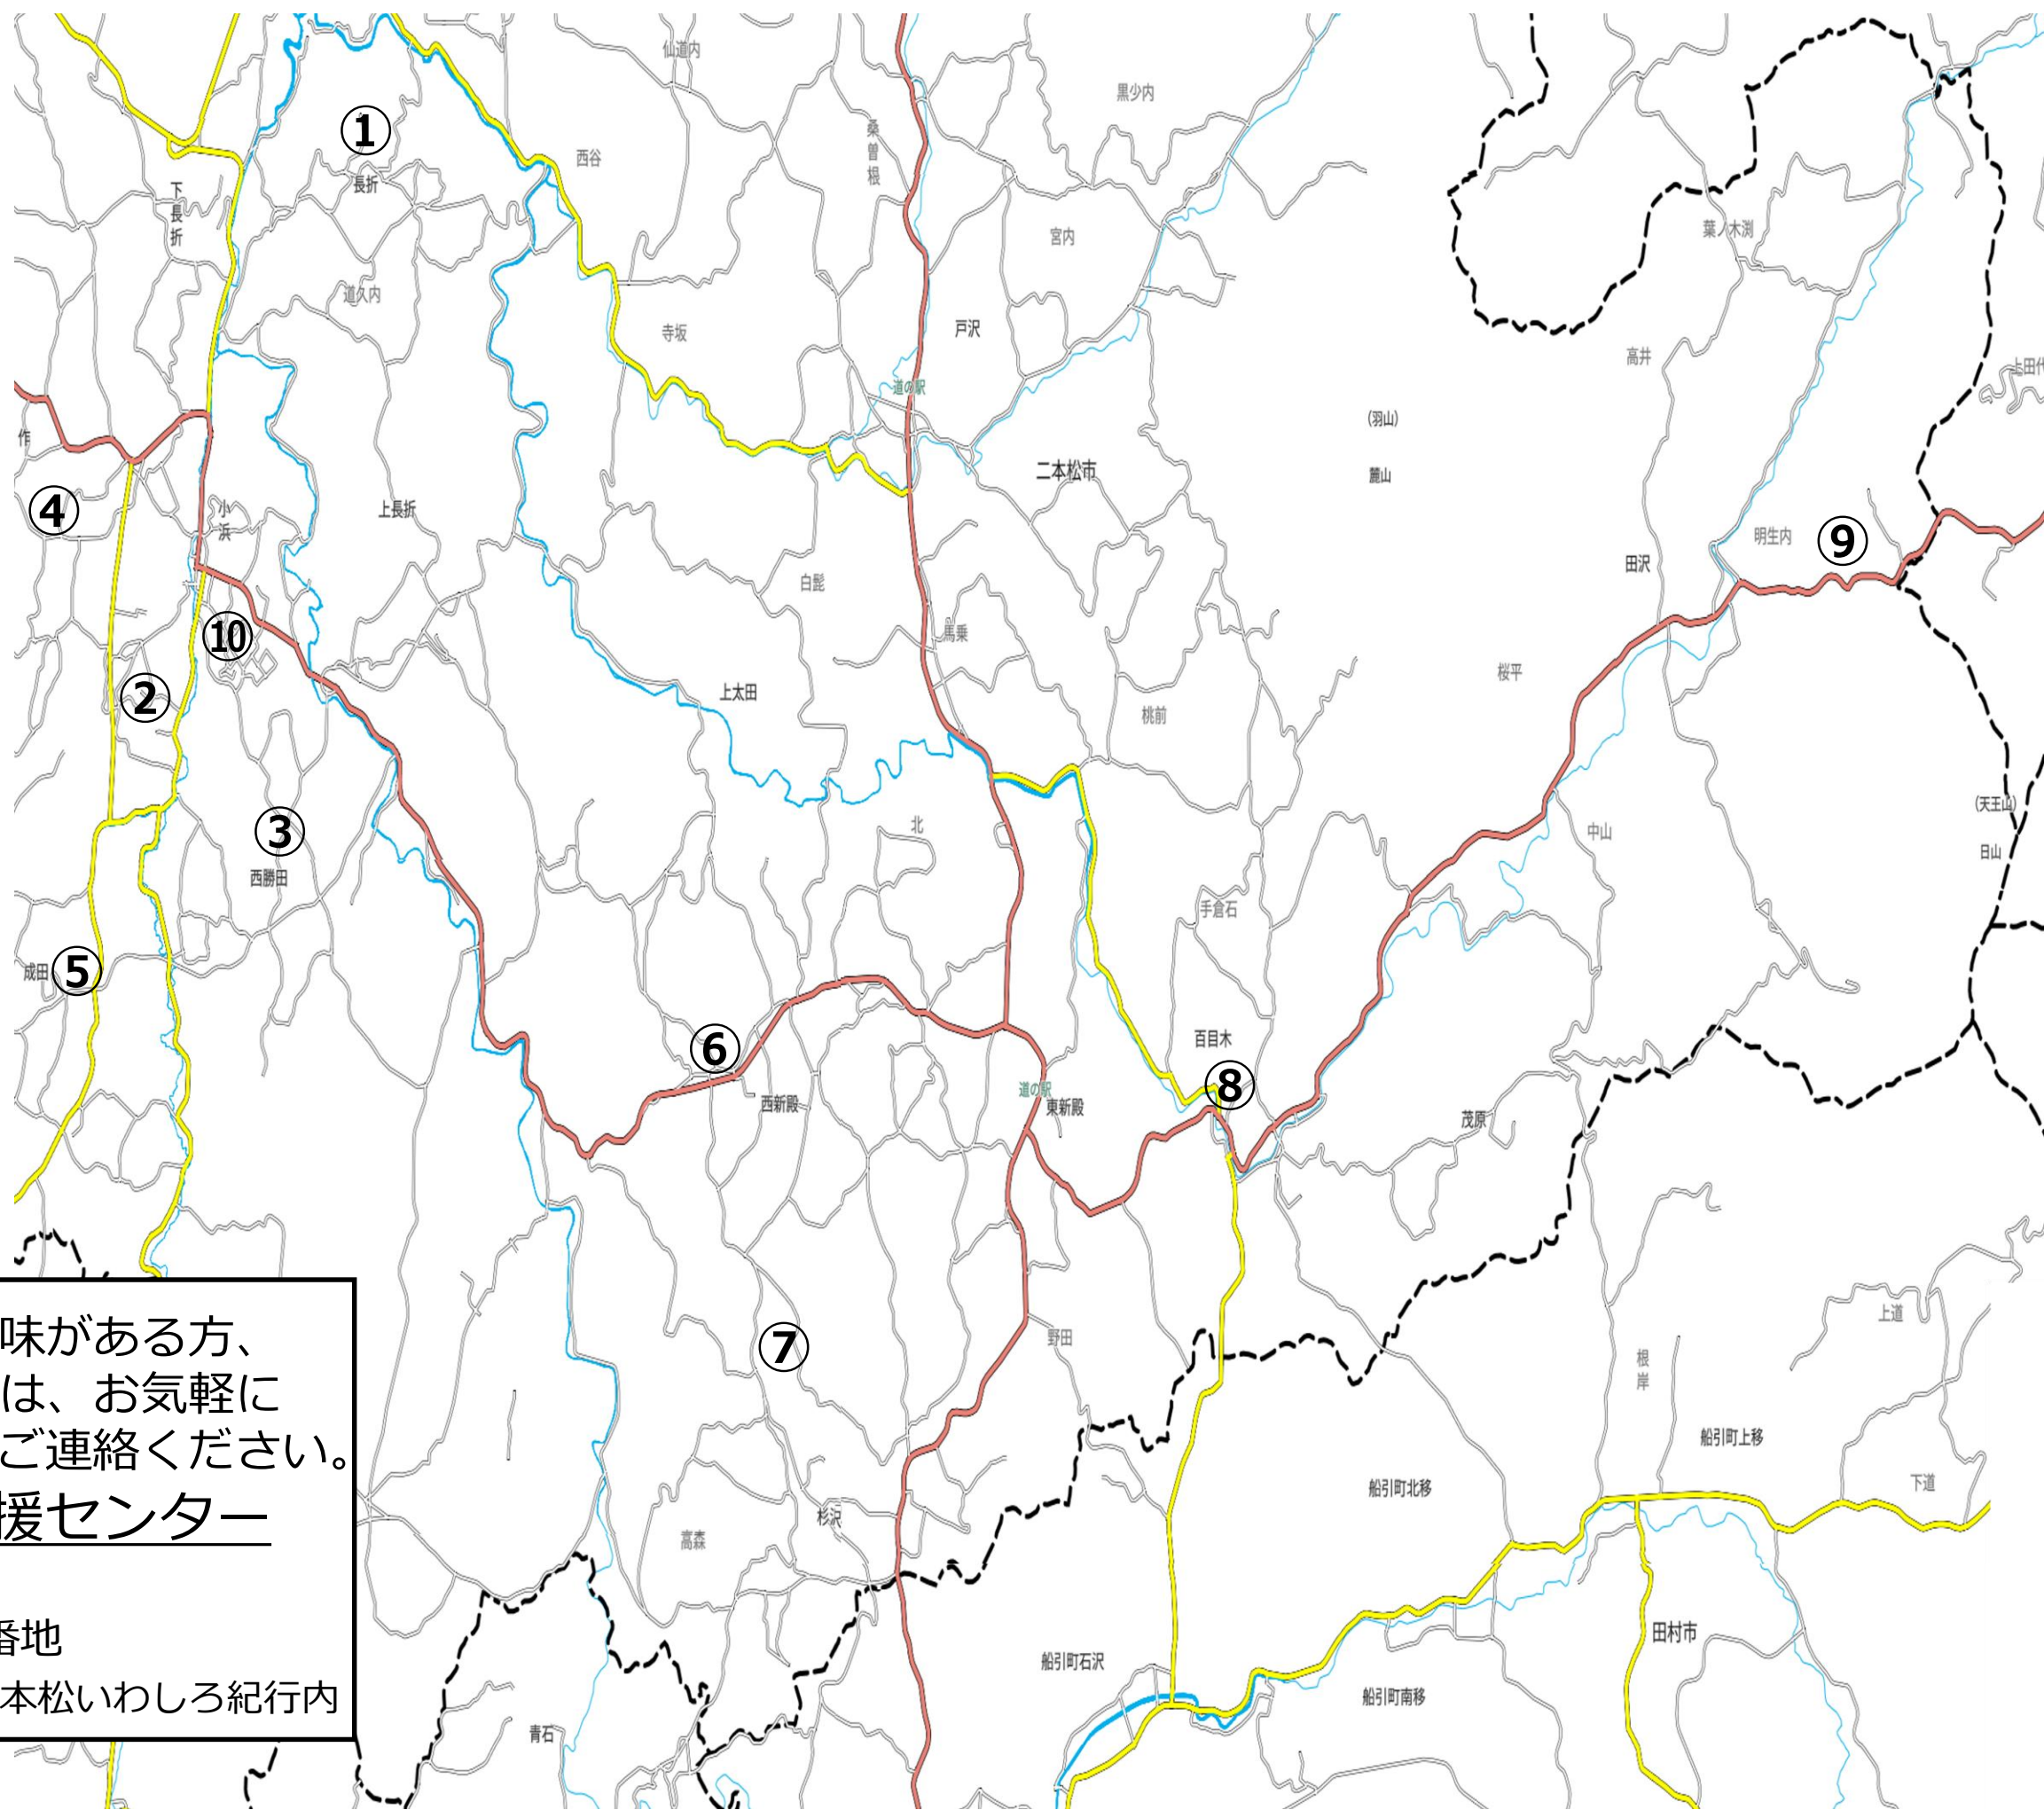 仙道内
黒少内
①
桑曽根
西谷
長折
下長折
葉ノ木渕
宮内
道久内
寺坂
戸沢
高井
上田代
道の駅
(羽山)
作
二本松市
麓山
④
小浜
上長折
明生内
⑨
田沢
白髭
⑩
馬乗
桜平
②
上太田
桃前
(天王山)
③
北
中山
日山
西勝田
手倉石
成田
⑤
百目木
⑥
⑧
道の駅
西新殿
東新殿
茂原
上道
味がある方、
は、お気軽に
ご連絡ください。
援センター
番地
本松いわしろ紀行内
⑦
野田
根岸
船引町上移
船引町北移
下道
杉沢
高森
田村市
船引町石沢
船引町南移
青石